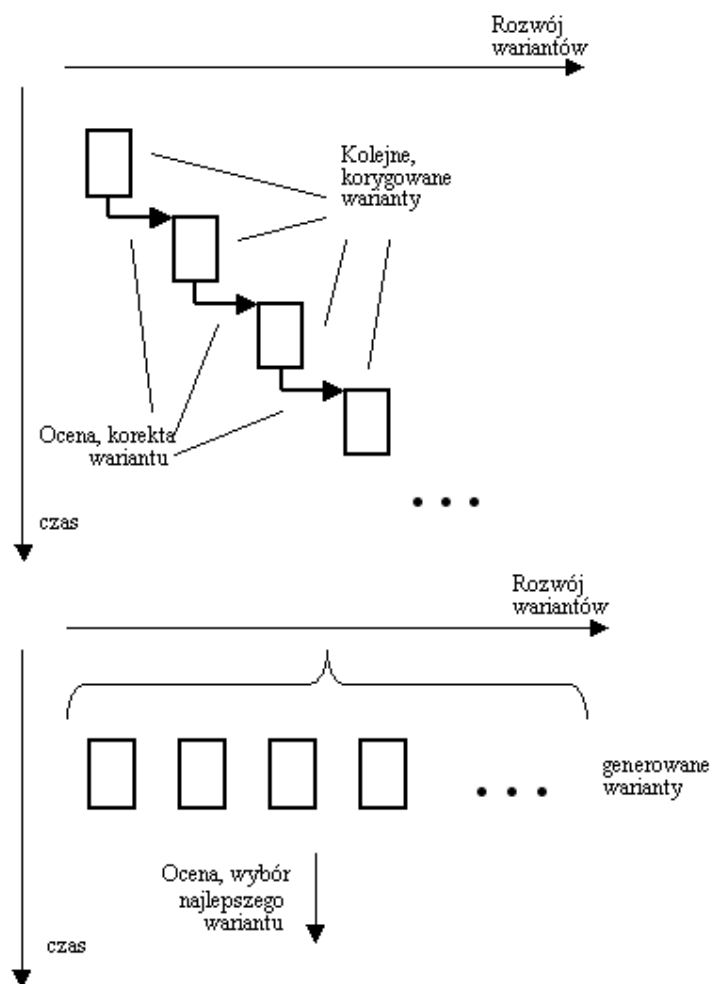 Rozwój
wariantów
Kolejne,
korygowane
warianty
Ocena, korekta
wariantu
czas
Rozwój
wariantów
generowane
warianty
Ocena, wybór
najlepszego
wariantu
czas